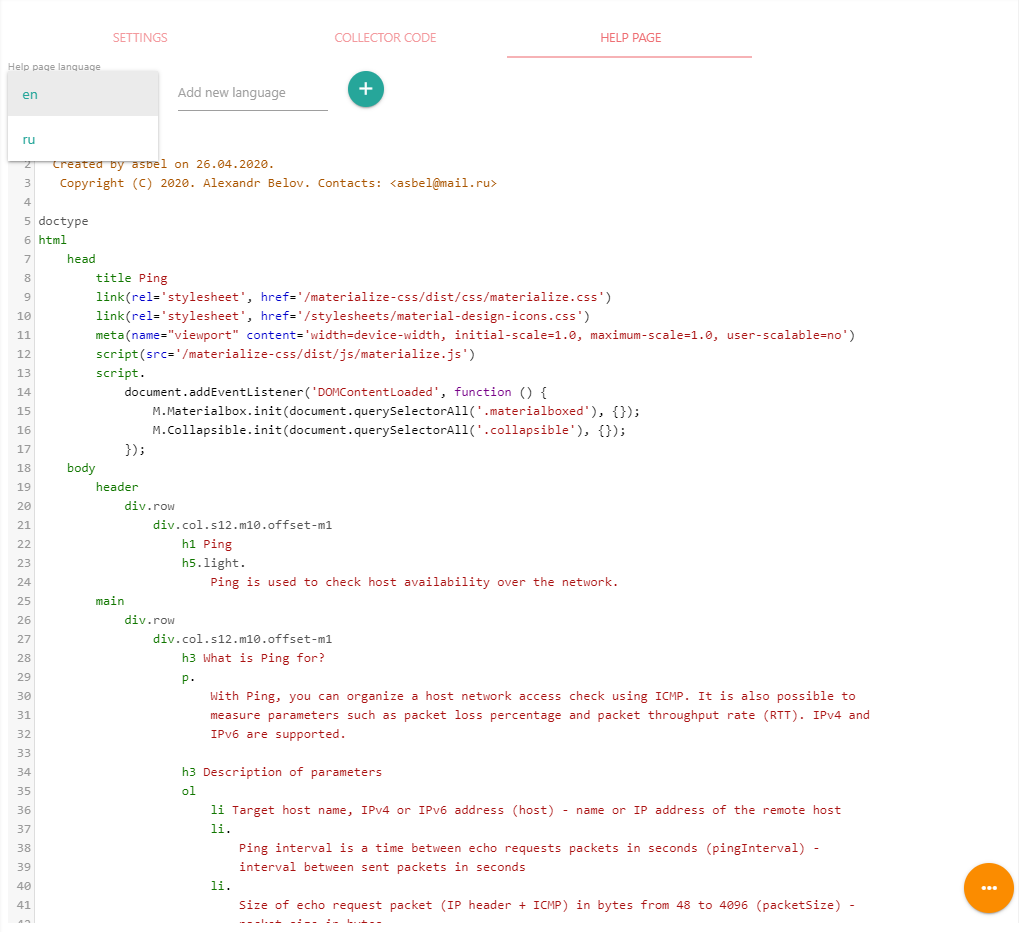 SETTINGS COLLECTOR CODE HELP PAGE
Help page language
en
Add new language
+
ru
2 Created by asbel on 26.04.2020.
3 Copyright (C) 2020. Alexandr Belov. Contacts: <asbel@mail.ru>
4
5 doctype
6 html
7 head
8 title Ping
9 link(rel='stylesheet', href='/materialize-css/dist/css/materialize.css')
10 link(rel='stylesheet', href='/stylesheets/material-design-icons.css')
11 meta(name="viewport" content='width=device-width, initial-scale=1.0, maximum-scale=1.0, user-scalable=no')
12 script(src='/materialize-css/dist/js/materialize.js')
13 script.
14 document.addEventListener('DOMContentLoaded', function () {
15 M.Materialbox.init(document.querySelectorAll('.materialboxed'), {});
16 M.Collapsible.init(document.querySelectorAll('.collapsible'), {});
17 });
18 body
19 header
20 div.row
21 div.col.s12.m10.offset-m1
22 h1 Ping
23 h5.light.
24 Ping is used to check host availability over the network.
25 main
26 div.row
27 div.col.s12.m10.offset-m1
28 h3 What is Ping for?
29 p.
30 With Ping, you can organize a host network access check using ICMP. It is also possible to
31 measure parameters such as packet loss percentage and packet throughput rate (RTT). IPv4 and
32 IPv6 are supported.
33
34 h3 Description of parameters
35 ol
36 li Target host name, IPv4 or IPv6 address (host) - name or IP address of the remote host
37 li.
38 Ping interval is a time between echo requests packets in seconds (pingInterval) -
39 interval between sent packets in seconds
40 li.
41 Size of echo request packet (IP header + ICMP) in bytes from 48 to 4096 (packetSize) -
42 packet size in bytes